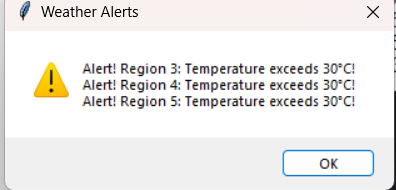 Weather Alerts
Alert! Region 3: Temperature exceeds 30°C!
Alert! Region 4: Temperature exceeds 30°C!
Alert! Region 5: Temperature exceeds 30°C!
OK